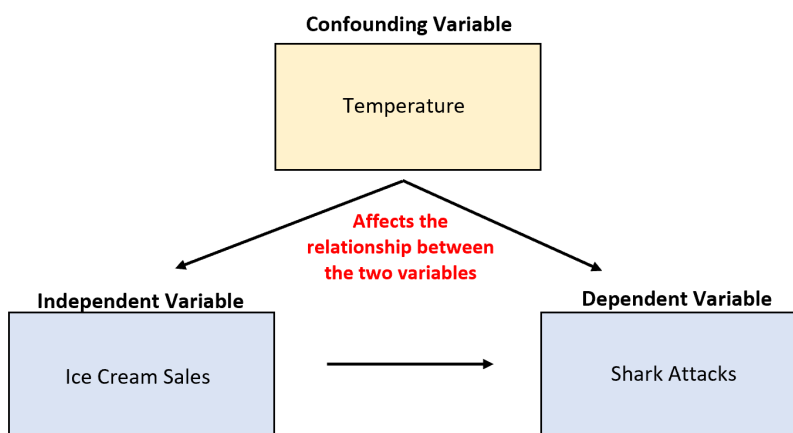 Confounding Variable
Temperature
Affects the
relationship between
the two variables
Independent Variable
Dependent Variable
Ice Cream Sales
Shark Attacks